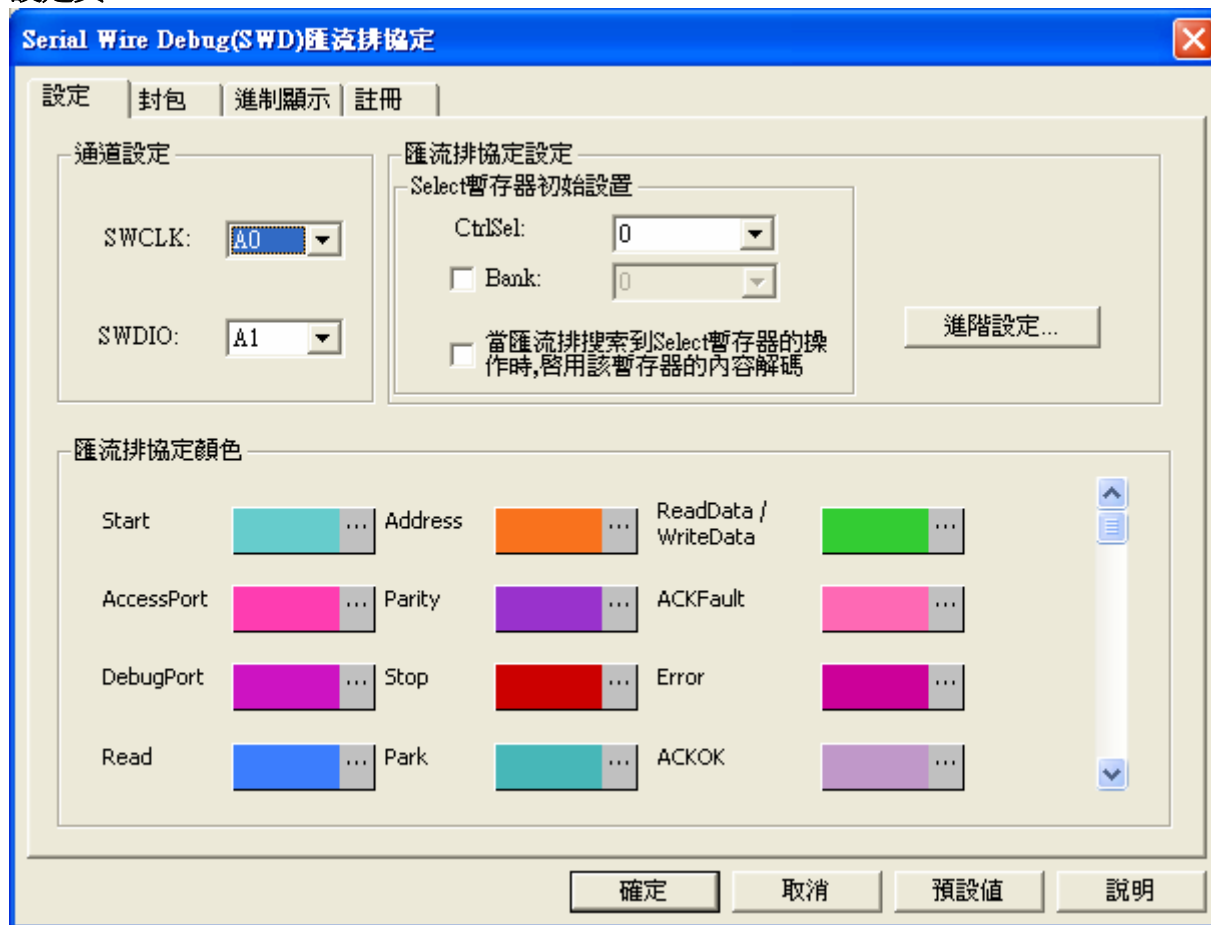 Serial Wire Debug(SWD)匯流排協定
設定 封包 進制顯示 註冊
通道設定
SWCLK: A0
SWDIO: A1
匯流排協定設定
Select暫存器初始設置
CtrlSel: 0
Bank: 0
當匯流排搜索到Select暫存器的操
作時,啓用該暫存器的內容解碼
進階設定...
匯流排協定顏色
Start ... Address ... ReadData / WriteData ...
AccessPort ... Parity ... ACKFault ...
DebugPort ... Stop ... Error ...
Read ... Park ... ACKOK ...
確定 取消 預設值 說明